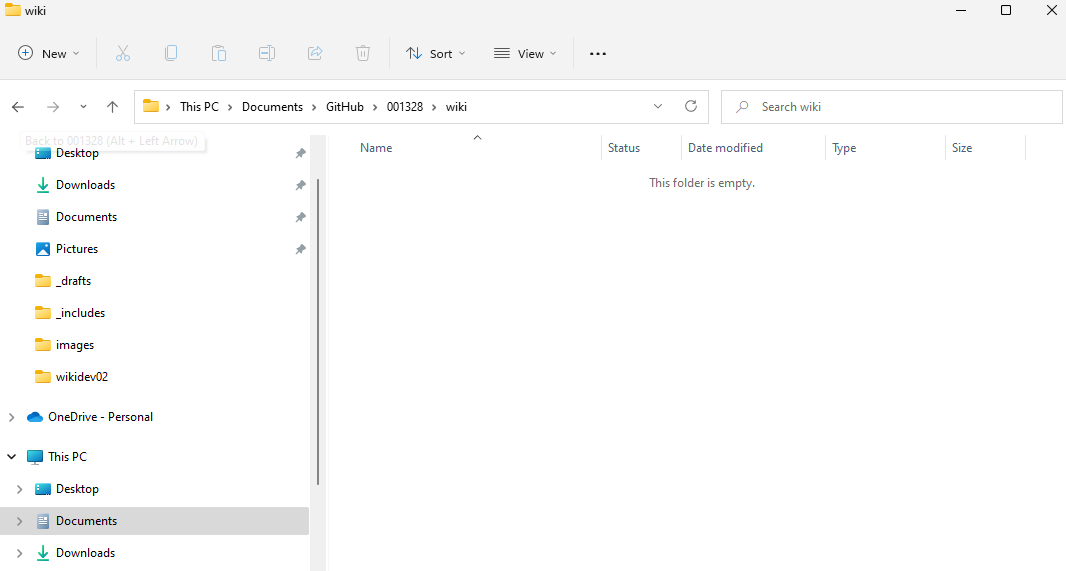 wiki
New
Sort
View
This PC > Documents > GitHub > 001328 > wiki
Search wiki
Back to 001328 (Alt + Left Arrow)
Name Status Date modified Type Size
This folder is empty.
Desktop
Downloads
Documents
Pictures
_drafts
_includes
images
wikidev02
OneDrive - Personal
This PC
Desktop
Documents
Downloads